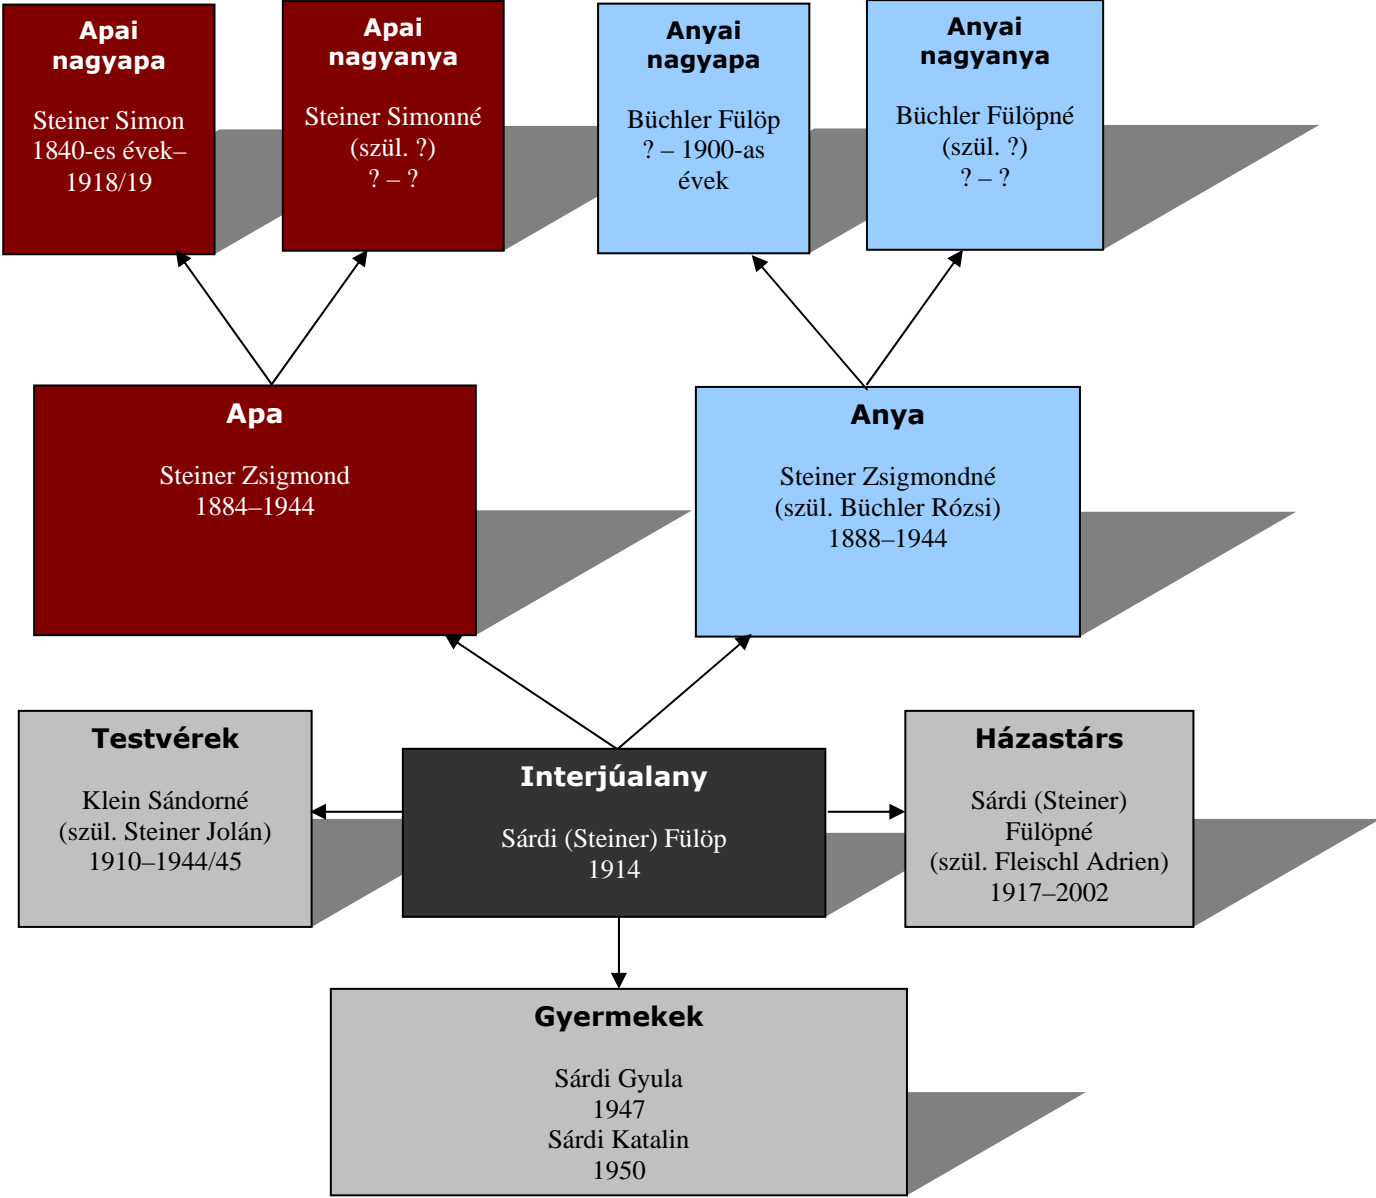 Apai
nagyapa
Steiner Simon
1840-es évek–
1918/19
Apai
nagyanya
Steiner Simonné
(szül. ?)
? – ?
Anyai
nagyapa
Büchler Fülöp
? – 1900-as
évek
Anyai
nagyanya
Büchler Fülöpné
(szül. ?)
? – ?
Apa
Steiner Zsigmond
1884–1944
Anya
Steiner Zsigmondné
(szül. Büchler Rózsi)
1888–1944
Testvérek
Klein Sándorné
(szül. Steiner Jolán)
1910–1944/45
Interjúalany
Sárdi (Steiner) Fülöp
1914
Házastárs
Sárdi (Steiner)
Fülöpné
(szül. Fleischl Adrien)
1917–2002
Gyermekek
Sárdi Gyula
1947
Sárdi Katalin
1950